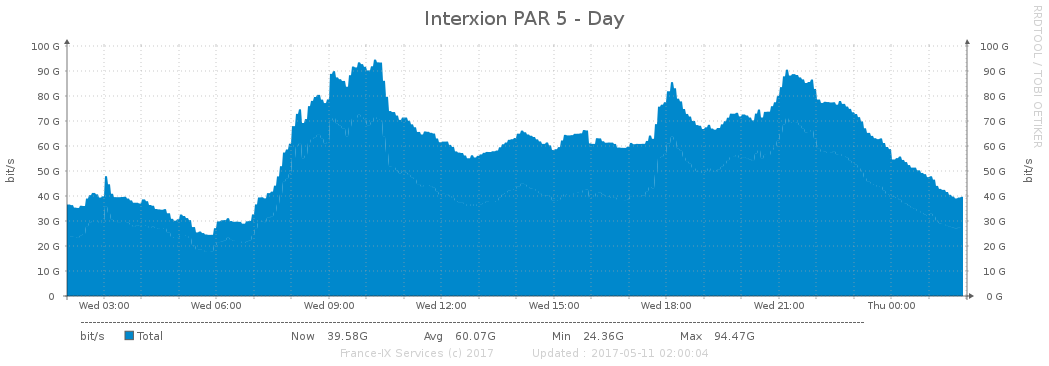 Interxion PAR 5 - Day
RRDTOOL / TOBI OETIKER
100 G 100 G
90 G 90 G
80 G 80 G
70 G 70 G
60 G 60 G
50 G 50 G
40 G 40 G
30 G 30 G
20 G 20 G
10 G 10 G
0 0 G
bit/s bit/s
Wed 03:00 Wed 06:00 Wed 09:00 Wed 12:00 Wed 15:00 Wed 18:00 Wed 21:00 Thu 00:00
bit/s Total Now 39.58G Avg 60.07G Min 24.36G Max 94.47G
France-IX Services (c) 2017 Updated : 2017-05-11 02:00:04